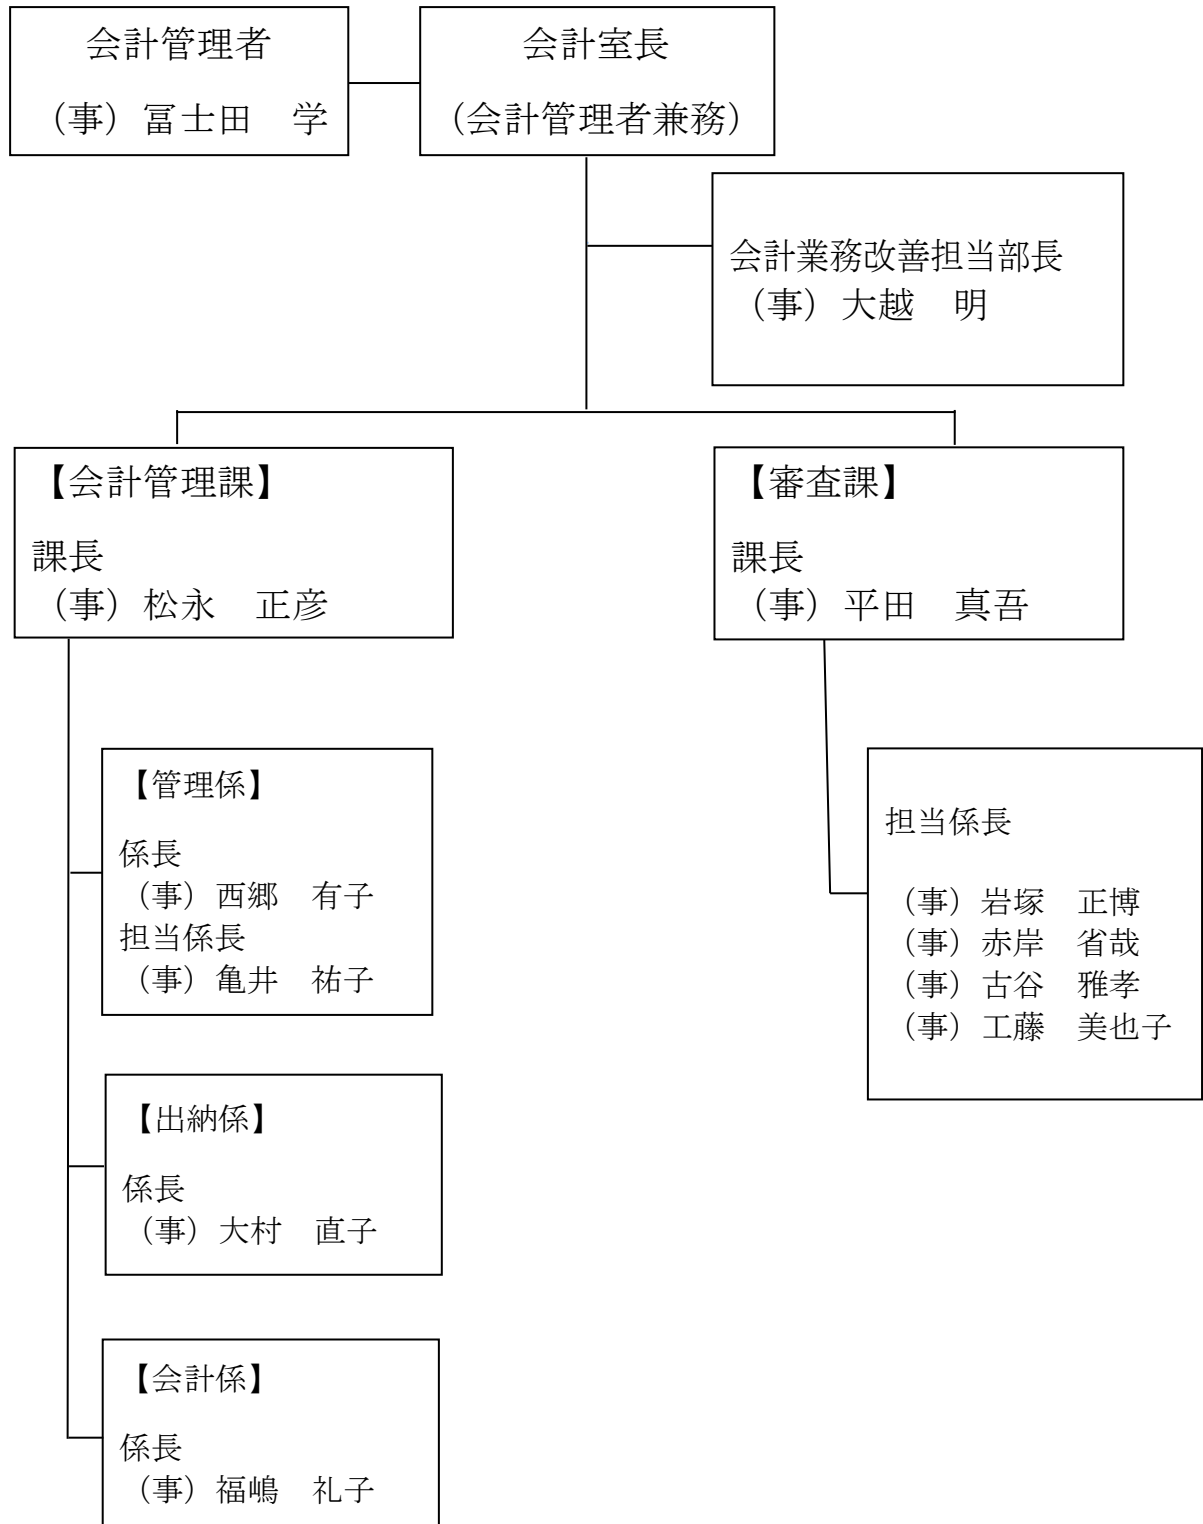 会計管理者
（事）冨士田　学
会計室長
（会計管理者兼務）
会計業務改善担当部長
（事）大越　明
【会計管理課】
課長
（事）松永　正彦
【審査課】
課長
（事）平田　真吾
【管理係】
係長
（事）西郷　有子
担当係長
（事）亀井　祐子
担当係長
（事）岩塚　正博
（事）赤岸　省哉
（事）古谷　雅孝
（事）工藤　美也子
【出納係】
係長
（事）大村　直子
【会計係】
係長
（事）福嶋　礼子